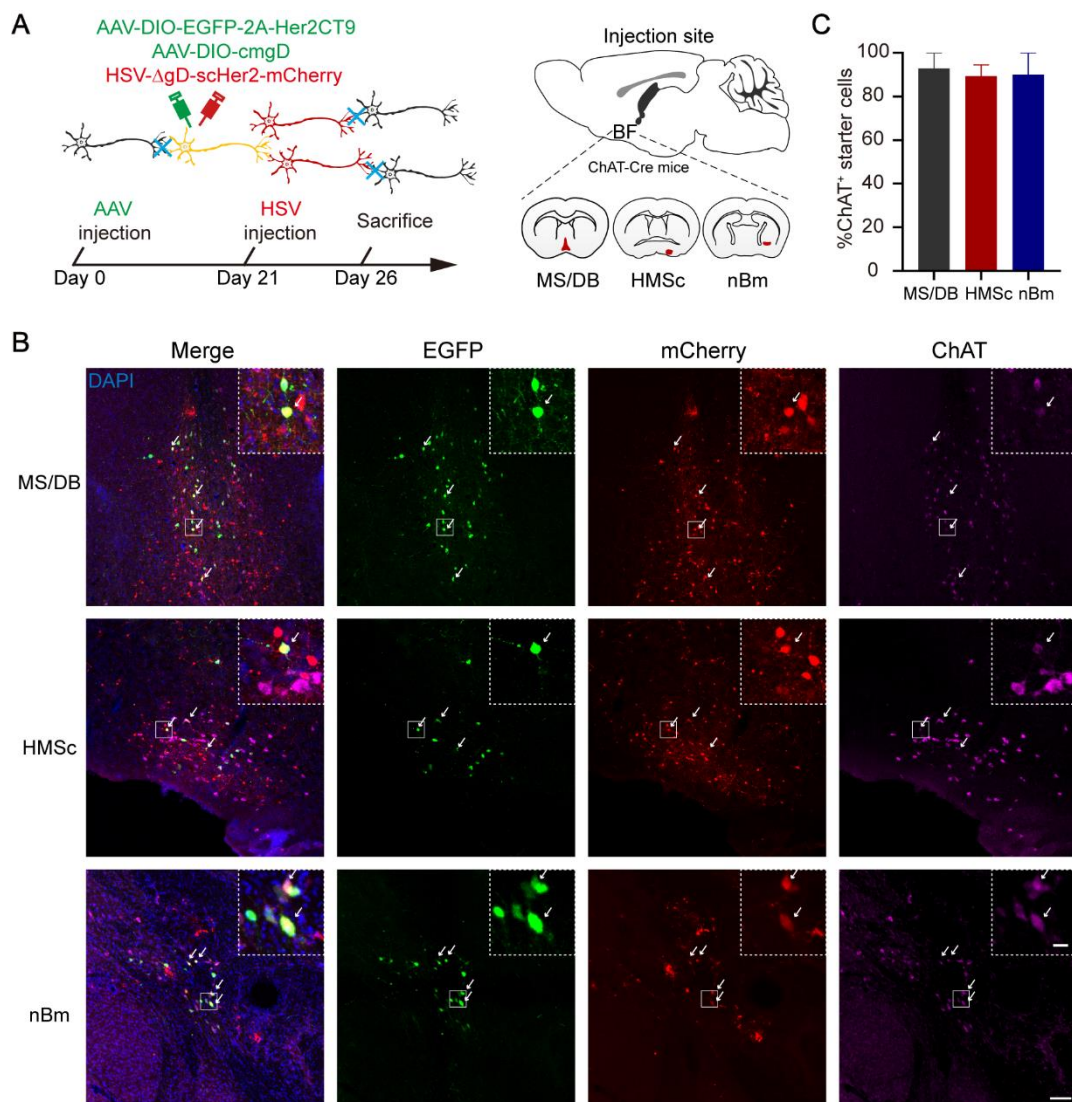 A
AAV-DIO-EGFP-2A-Her2CT9
AAV-DIO-cmgD
HSV-ΔgD-scHer2-mCherry
AAV
injection
HSV
injection
Sacrifice
Day 0
Day 21
Day 26
Injection site
BF
ChAT-Cre mice
MS/DB
HMSc
nBm
C
%ChAT⁺ starter cells
100
80
60
40
20
0
MS/DB
HMSc
nBm
B
Merge
EGFP
mCherry
ChAT
DAPI
MS/DB
HMSc
nBm